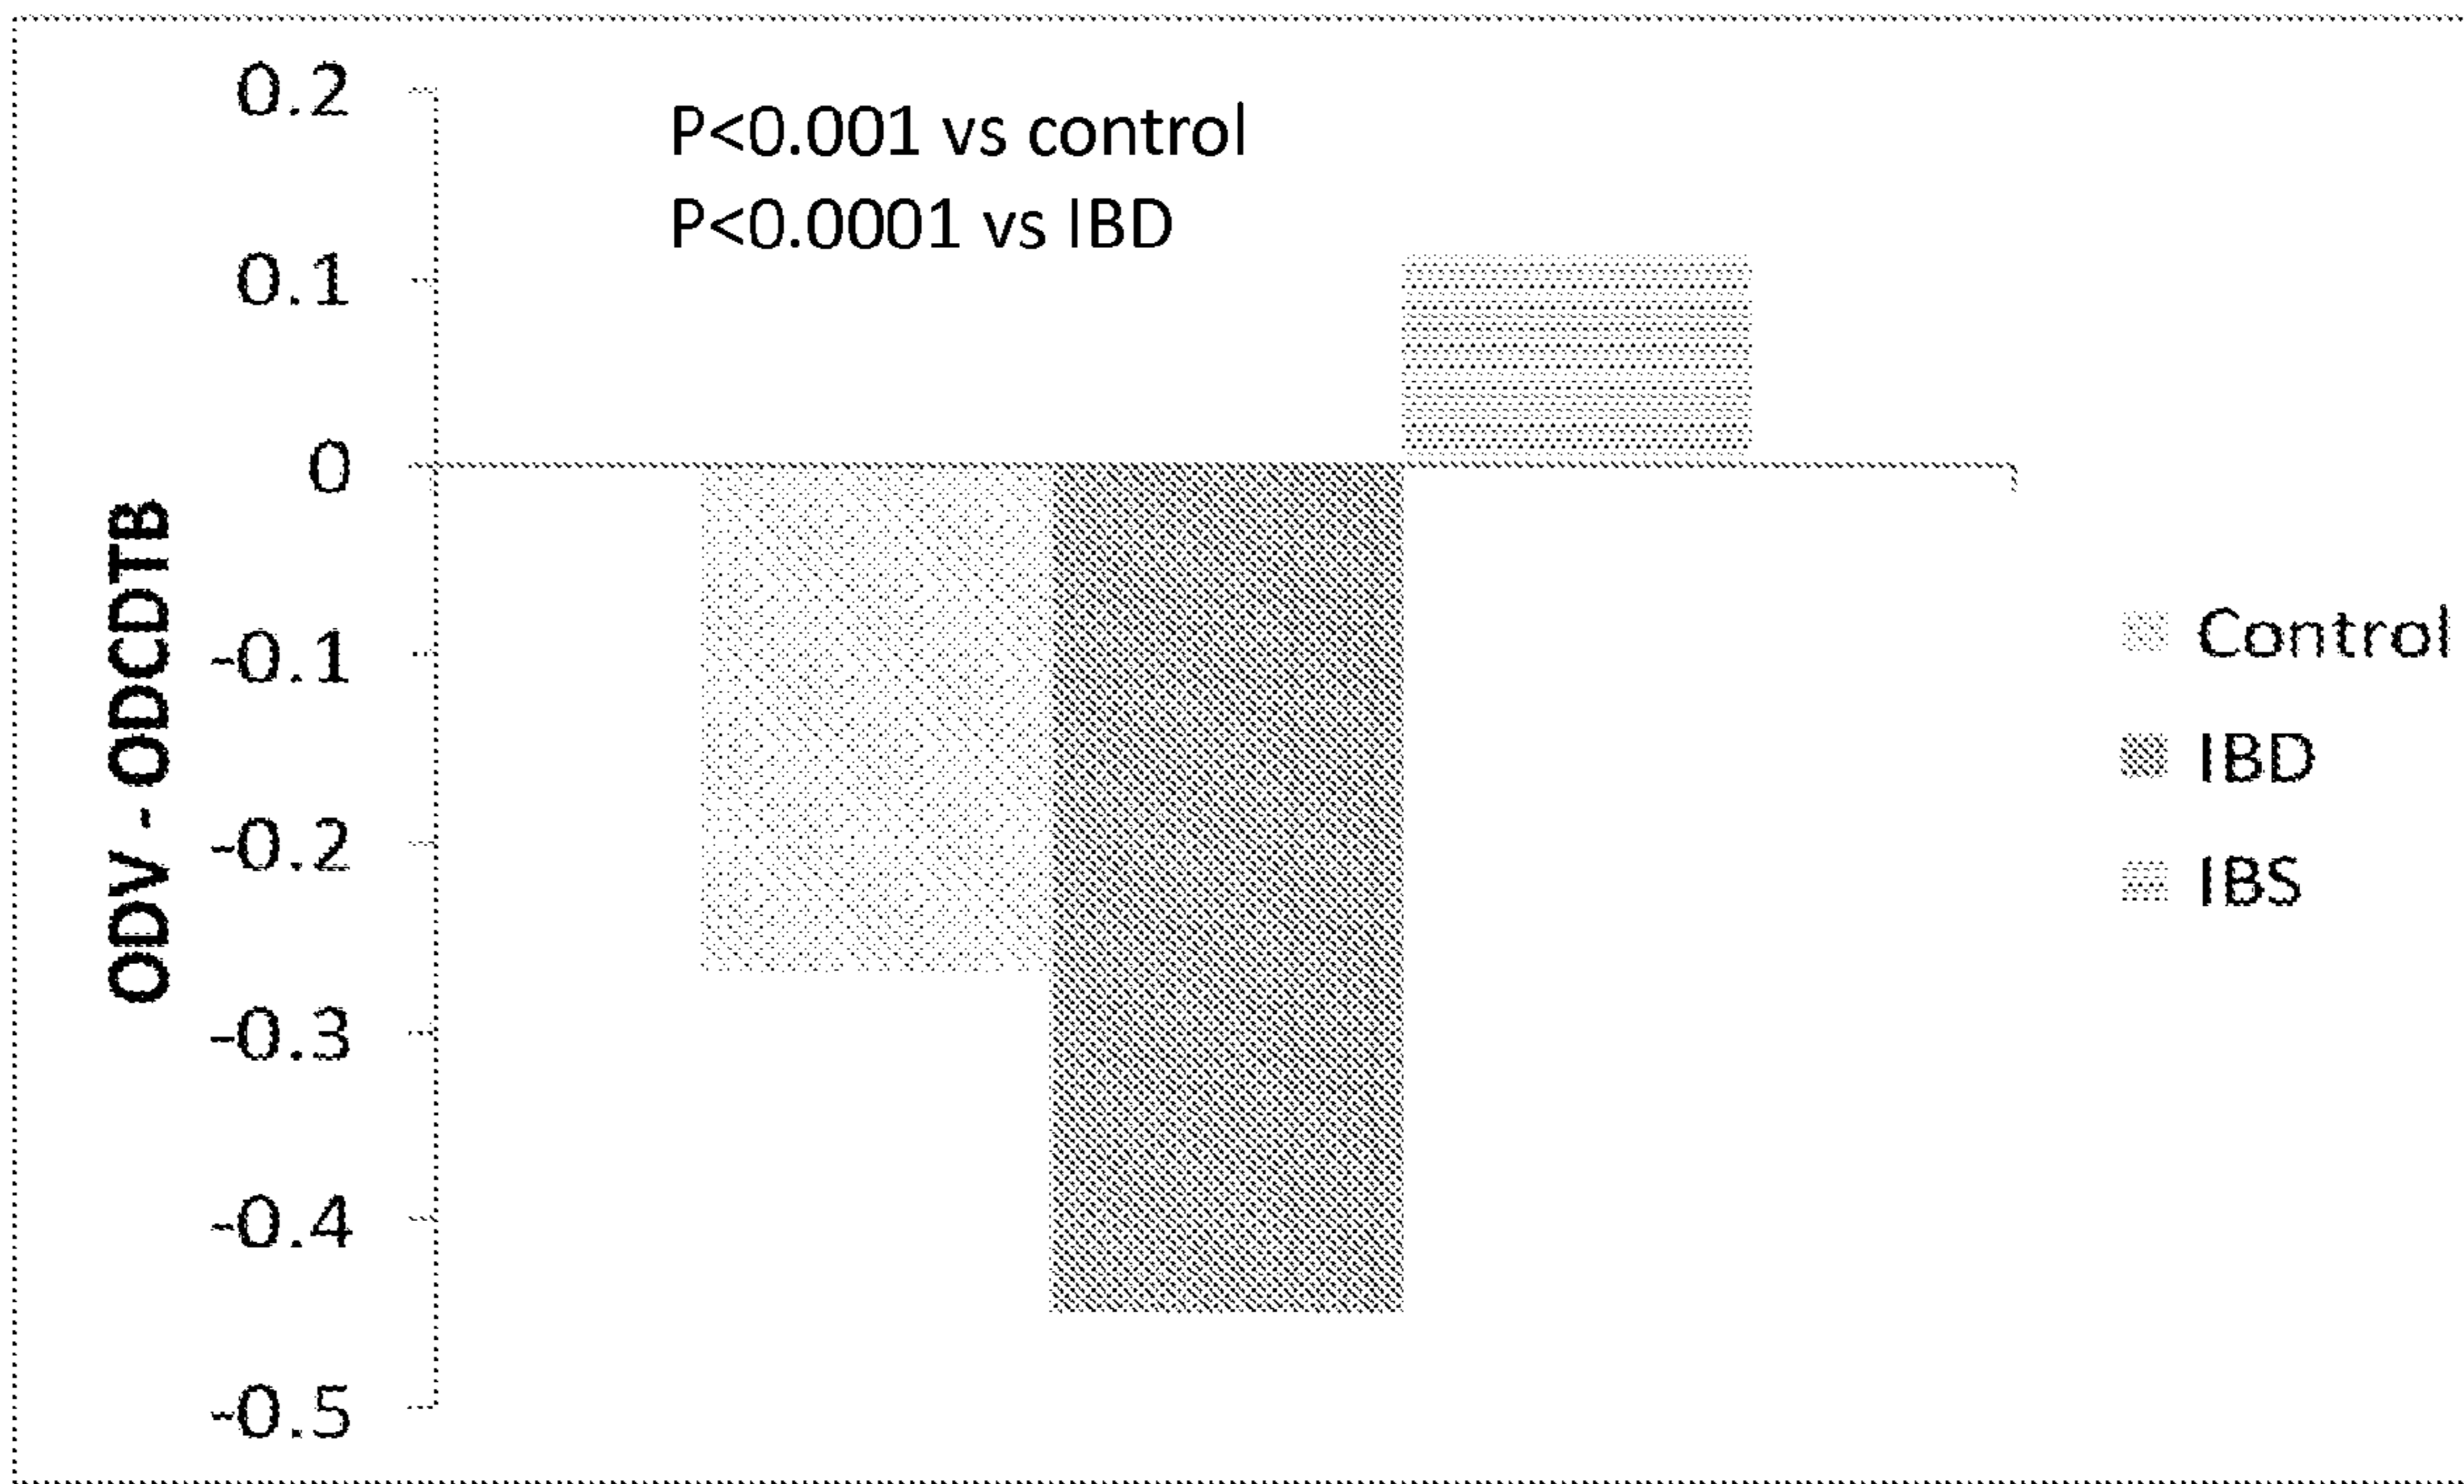 P<0.001 vs control
P<0.0001 vs IBD
0.2
0.1
0
-0.1
-0.2
-0.3
-0.4
-0.5
ODV - ODCDTB
Control
IBD
IBS